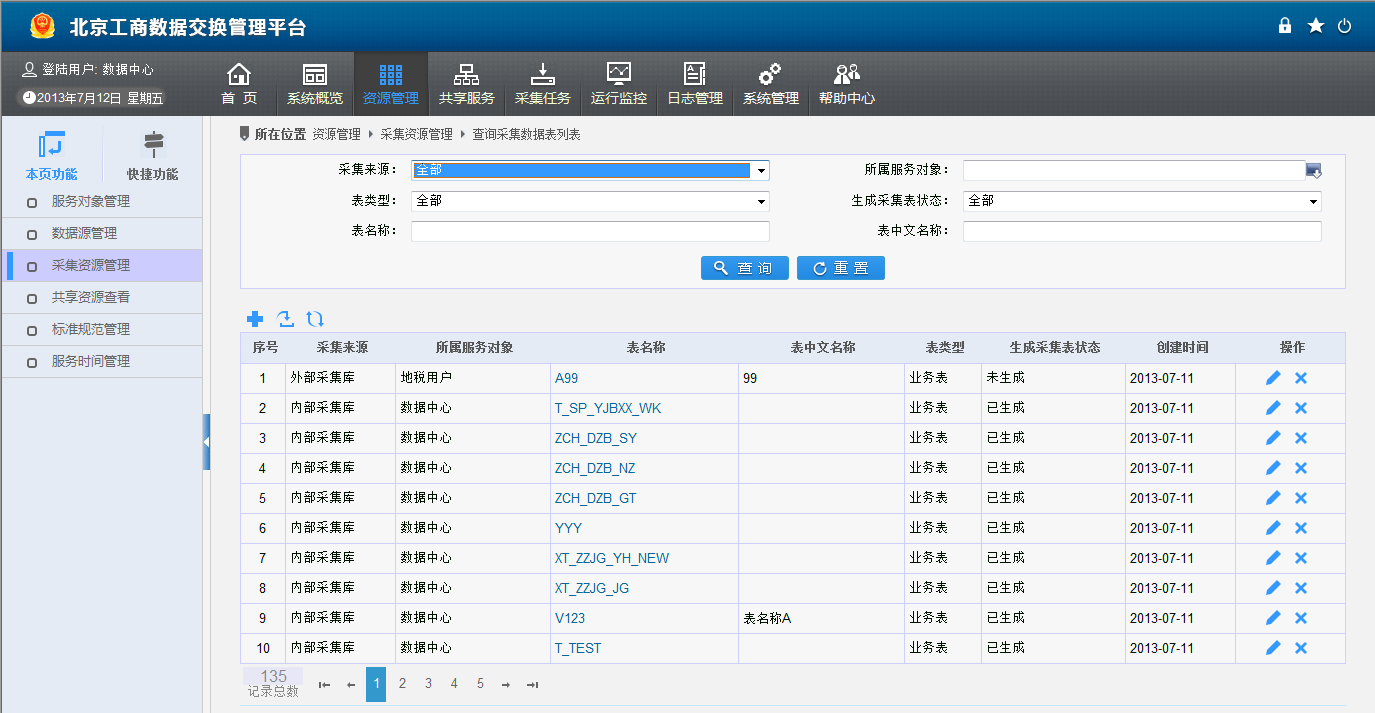 北京工商数据交换管理平台
登陆用户: 数据中心
2013年7月12日 星期五
首 页 系统概览 资源管理 共享服务 采集任务 运行监控 日志管理 系统管理 帮助中心
本页功能 快捷功能
服务对象管理
数据源管理
采集资源管理
共享资源查看
标准规范管理
服务时间管理
所在位置 资源管理 采集资源管理 查询采集数据表列表
采集来源： 全部 所属服务对象：
表类型： 全部 生成采集表状态： 全部
表名称： 表中文名称：
查 询 重 置
序号 采集来源 所属服务对象 表名称 表中文名称 表类型 生成采集表状态 创建时间 操作
1 外部采集库 地税用户 A99 99 业务表 未生成 2013-07-11
2 内部采集库 数据中心 T_SP_YJBXX_WK 业务表 已生成 2013-07-11
3 内部采集库 数据中心 ZCH_DZB_SY 业务表 已生成 2013-07-11
4 内部采集库 数据中心 ZCH_DZB_NZ 业务表 已生成 2013-07-11
5 内部采集库 数据中心 ZCH_DZB_GT 业务表 已生成 2013-07-11
6 内部采集库 数据中心 YYY 业务表 已生成 2013-07-11
7 内部采集库 数据中心 XT_ZZJG_YH_NEW 业务表 已生成 2013-07-11
8 内部采集库 数据中心 XT_ZZJG_JG 业务表 已生成 2013-07-11
9 内部采集库 数据中心 V123 表名称A 业务表 已生成 2013-07-11
10 内部采集库 数据中心 T_TEST 业务表 已生成 2013-07-11
135
记录总数
1 2 3 4 5